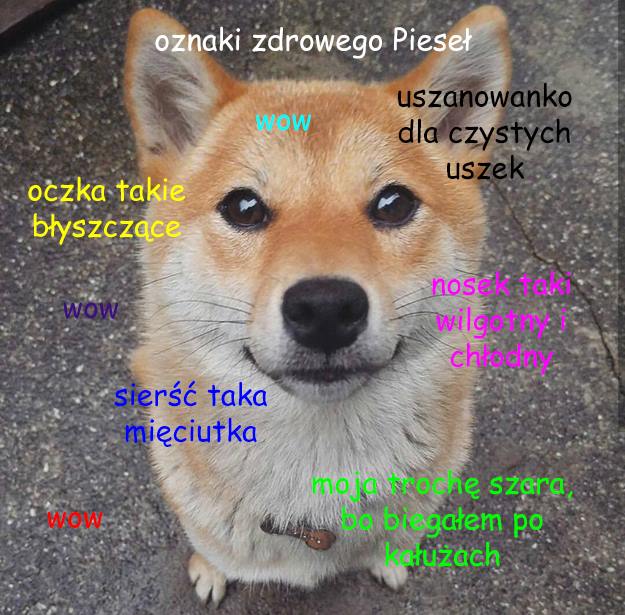 oznaki zdrowego Pieseł
wow
uszanowanko
dla czystych
uszek
oczka takie
błyszczące
nosek taki
wilgotny i
chłodny
wow
sierść taka
mięciutka
moja trochę szara,
bo biegałem po
kałużach
wow